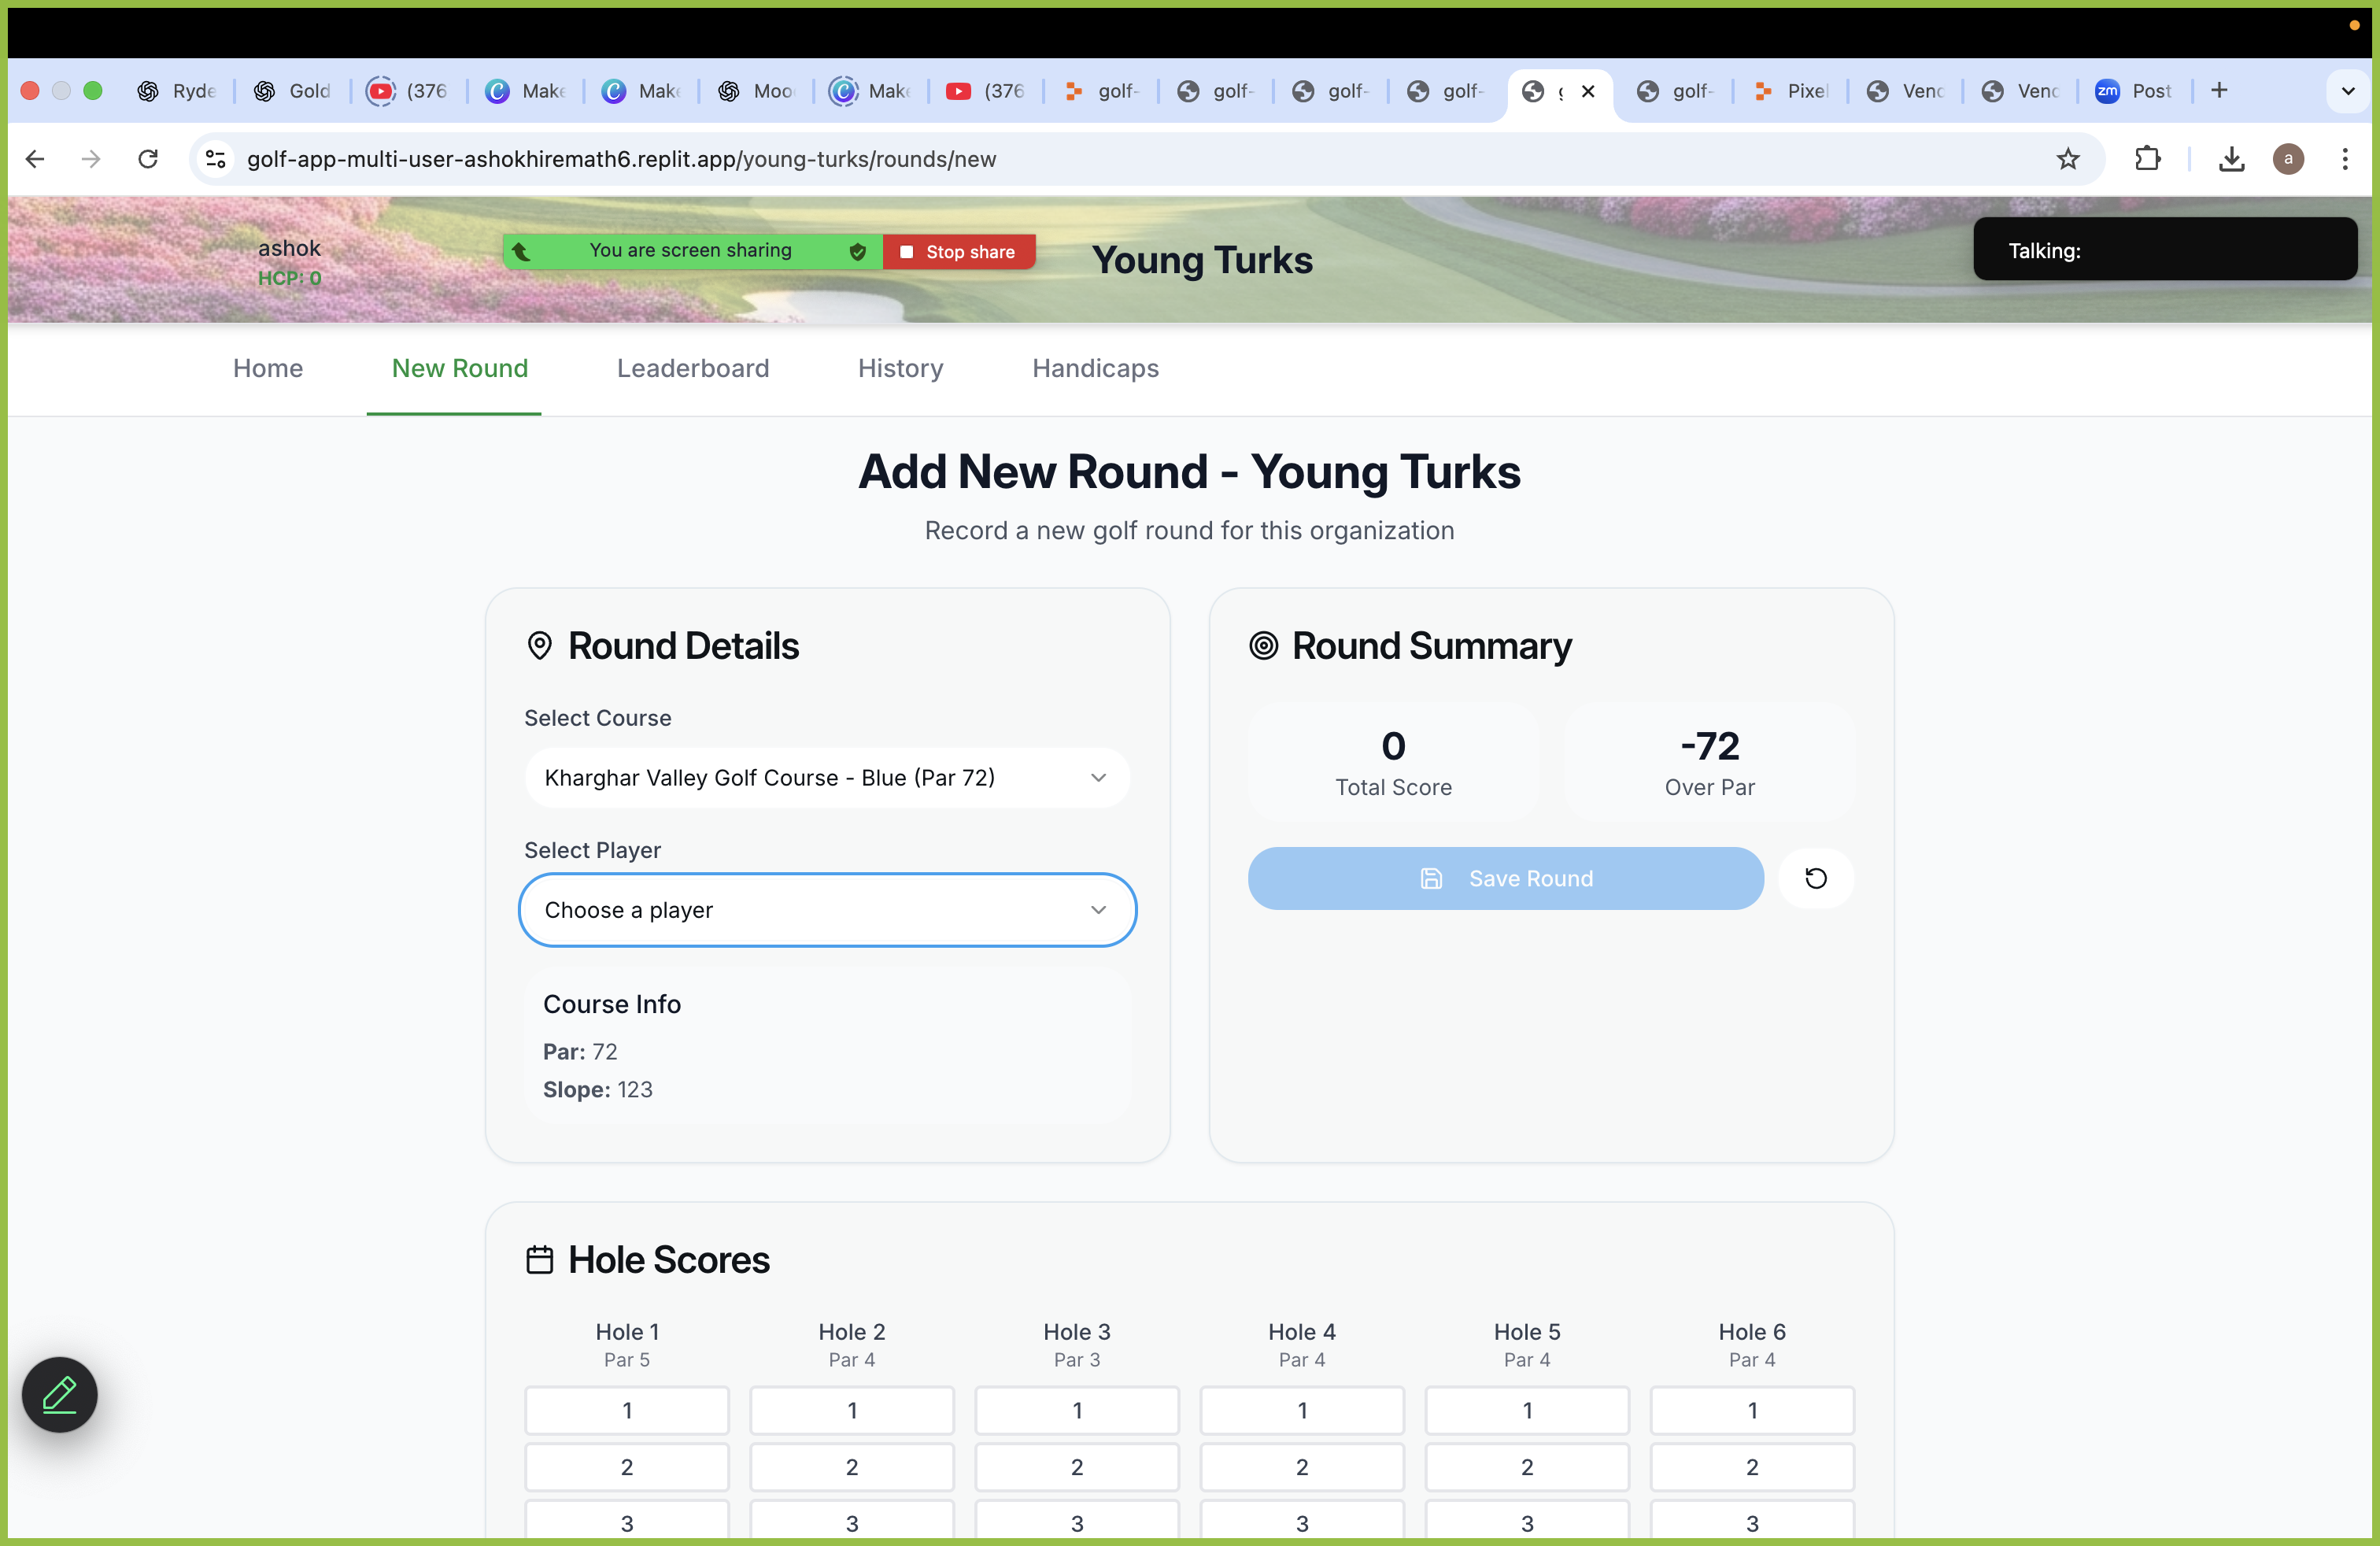 Ryde Gold (376 Make Make Moo Make (376 golf- golf- golf- golf- golf- Pixel Venc Venc zm Post
golf-app-multi-user-ashokhiremath6.replit.app/young-turks/rounds/new
a
ashok
HCP: 0
You are screen sharing
Stop share
Young Turks
Talking:
Home New Round Leaderboard History Handicaps
Add New Round - Young Turks
Record a new golf round for this organization
Round Details
Select Course
Kharghar Valley Golf Course - Blue (Par 72)
Select Player
Choose a player
Course Info
Par: 72
Slope: 123
Round Summary
0 -72
Total Score Over Par
Save Round
Hole Scores
Hole 1 Hole 2 Hole 3 Hole 4 Hole 5 Hole 6
Par 5 Par 4 Par 3 Par 4 Par 4 Par 4
1 1 1 1 1 1
2 2 2 2 2 2
3 3 3 3 3 3